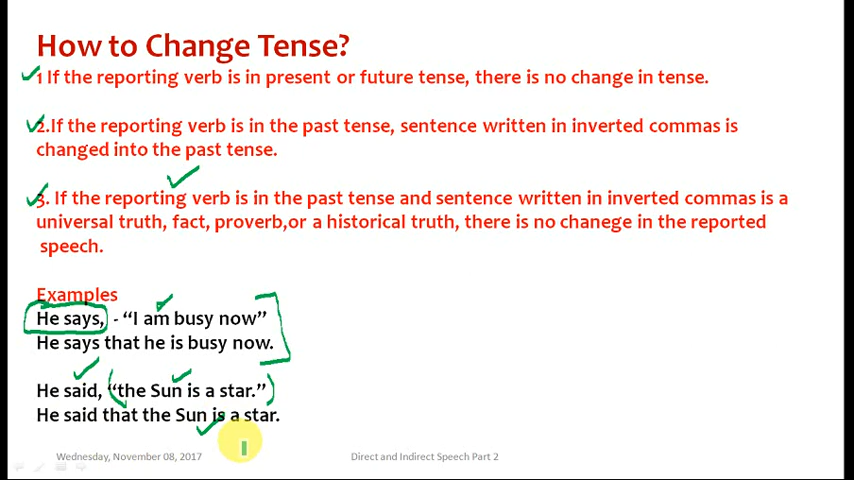 How to Change Tense?
1 If the reporting verb is in present or future tense, there is no change in tense.
2.If the reporting verb is in the past tense, sentence written in inverted commas is
changed into the past tense.
3. If the reporting verb is in the past tense and sentence written in inverted commas is a
universal truth, fact, proverb,or a historical truth, there is no chanege in the reported
speech.
Examples
He says, - “I am busy now”
He says that he is busy now.
He said, “the Sun is a star.”
He said that the Sun is a star.
Wednesday, November 08, 2017
Direct and Indirect Speech Part 2